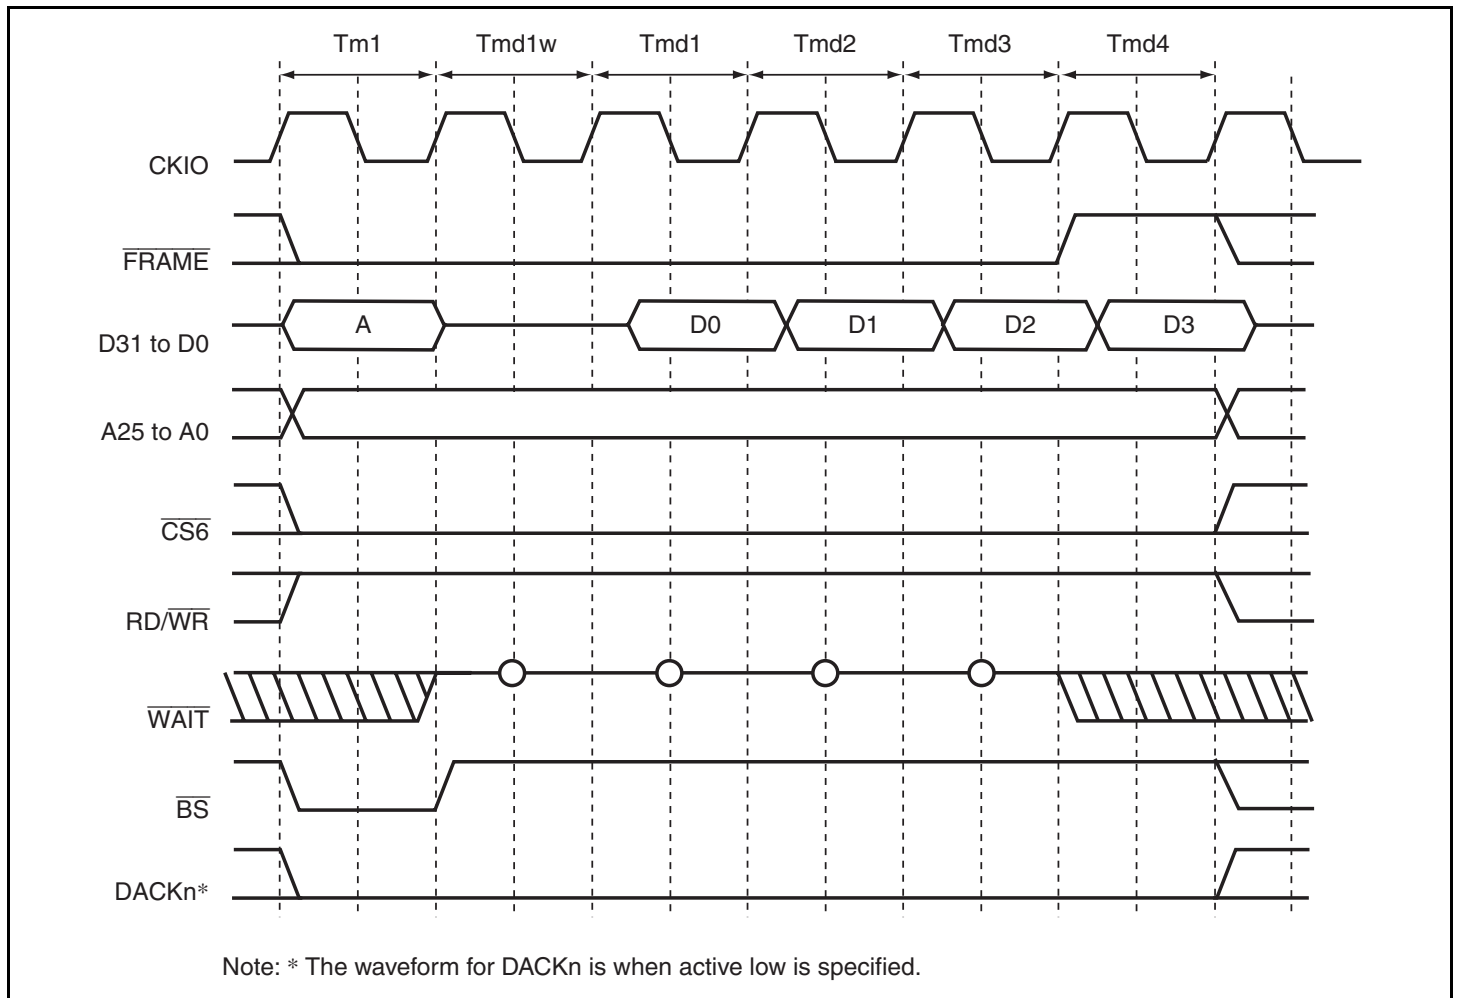 Tm1 Tmd1w Tmd1 Tmd2 Tmd3 Tmd4
CKIO
FRAME
D31 to D0 A D0 D1 D2 D3
A25 to A0
CS6
RD/WR
WAIT
BS
DACKn*
Note: * The waveform for DACKn is when active low is specified.